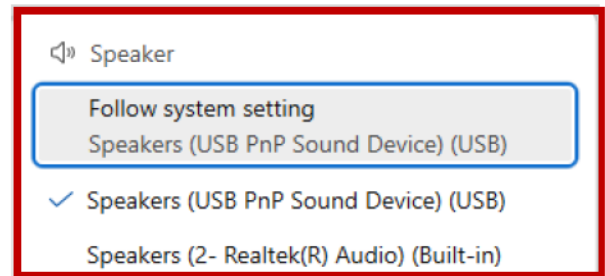 Speaker
Follow system setting
Speakers (USB PnP Sound Device) (USB)
Speakers (USB PnP Sound Device) (USB)
Speakers (2- Realtek(R) Audio) (Built-in)